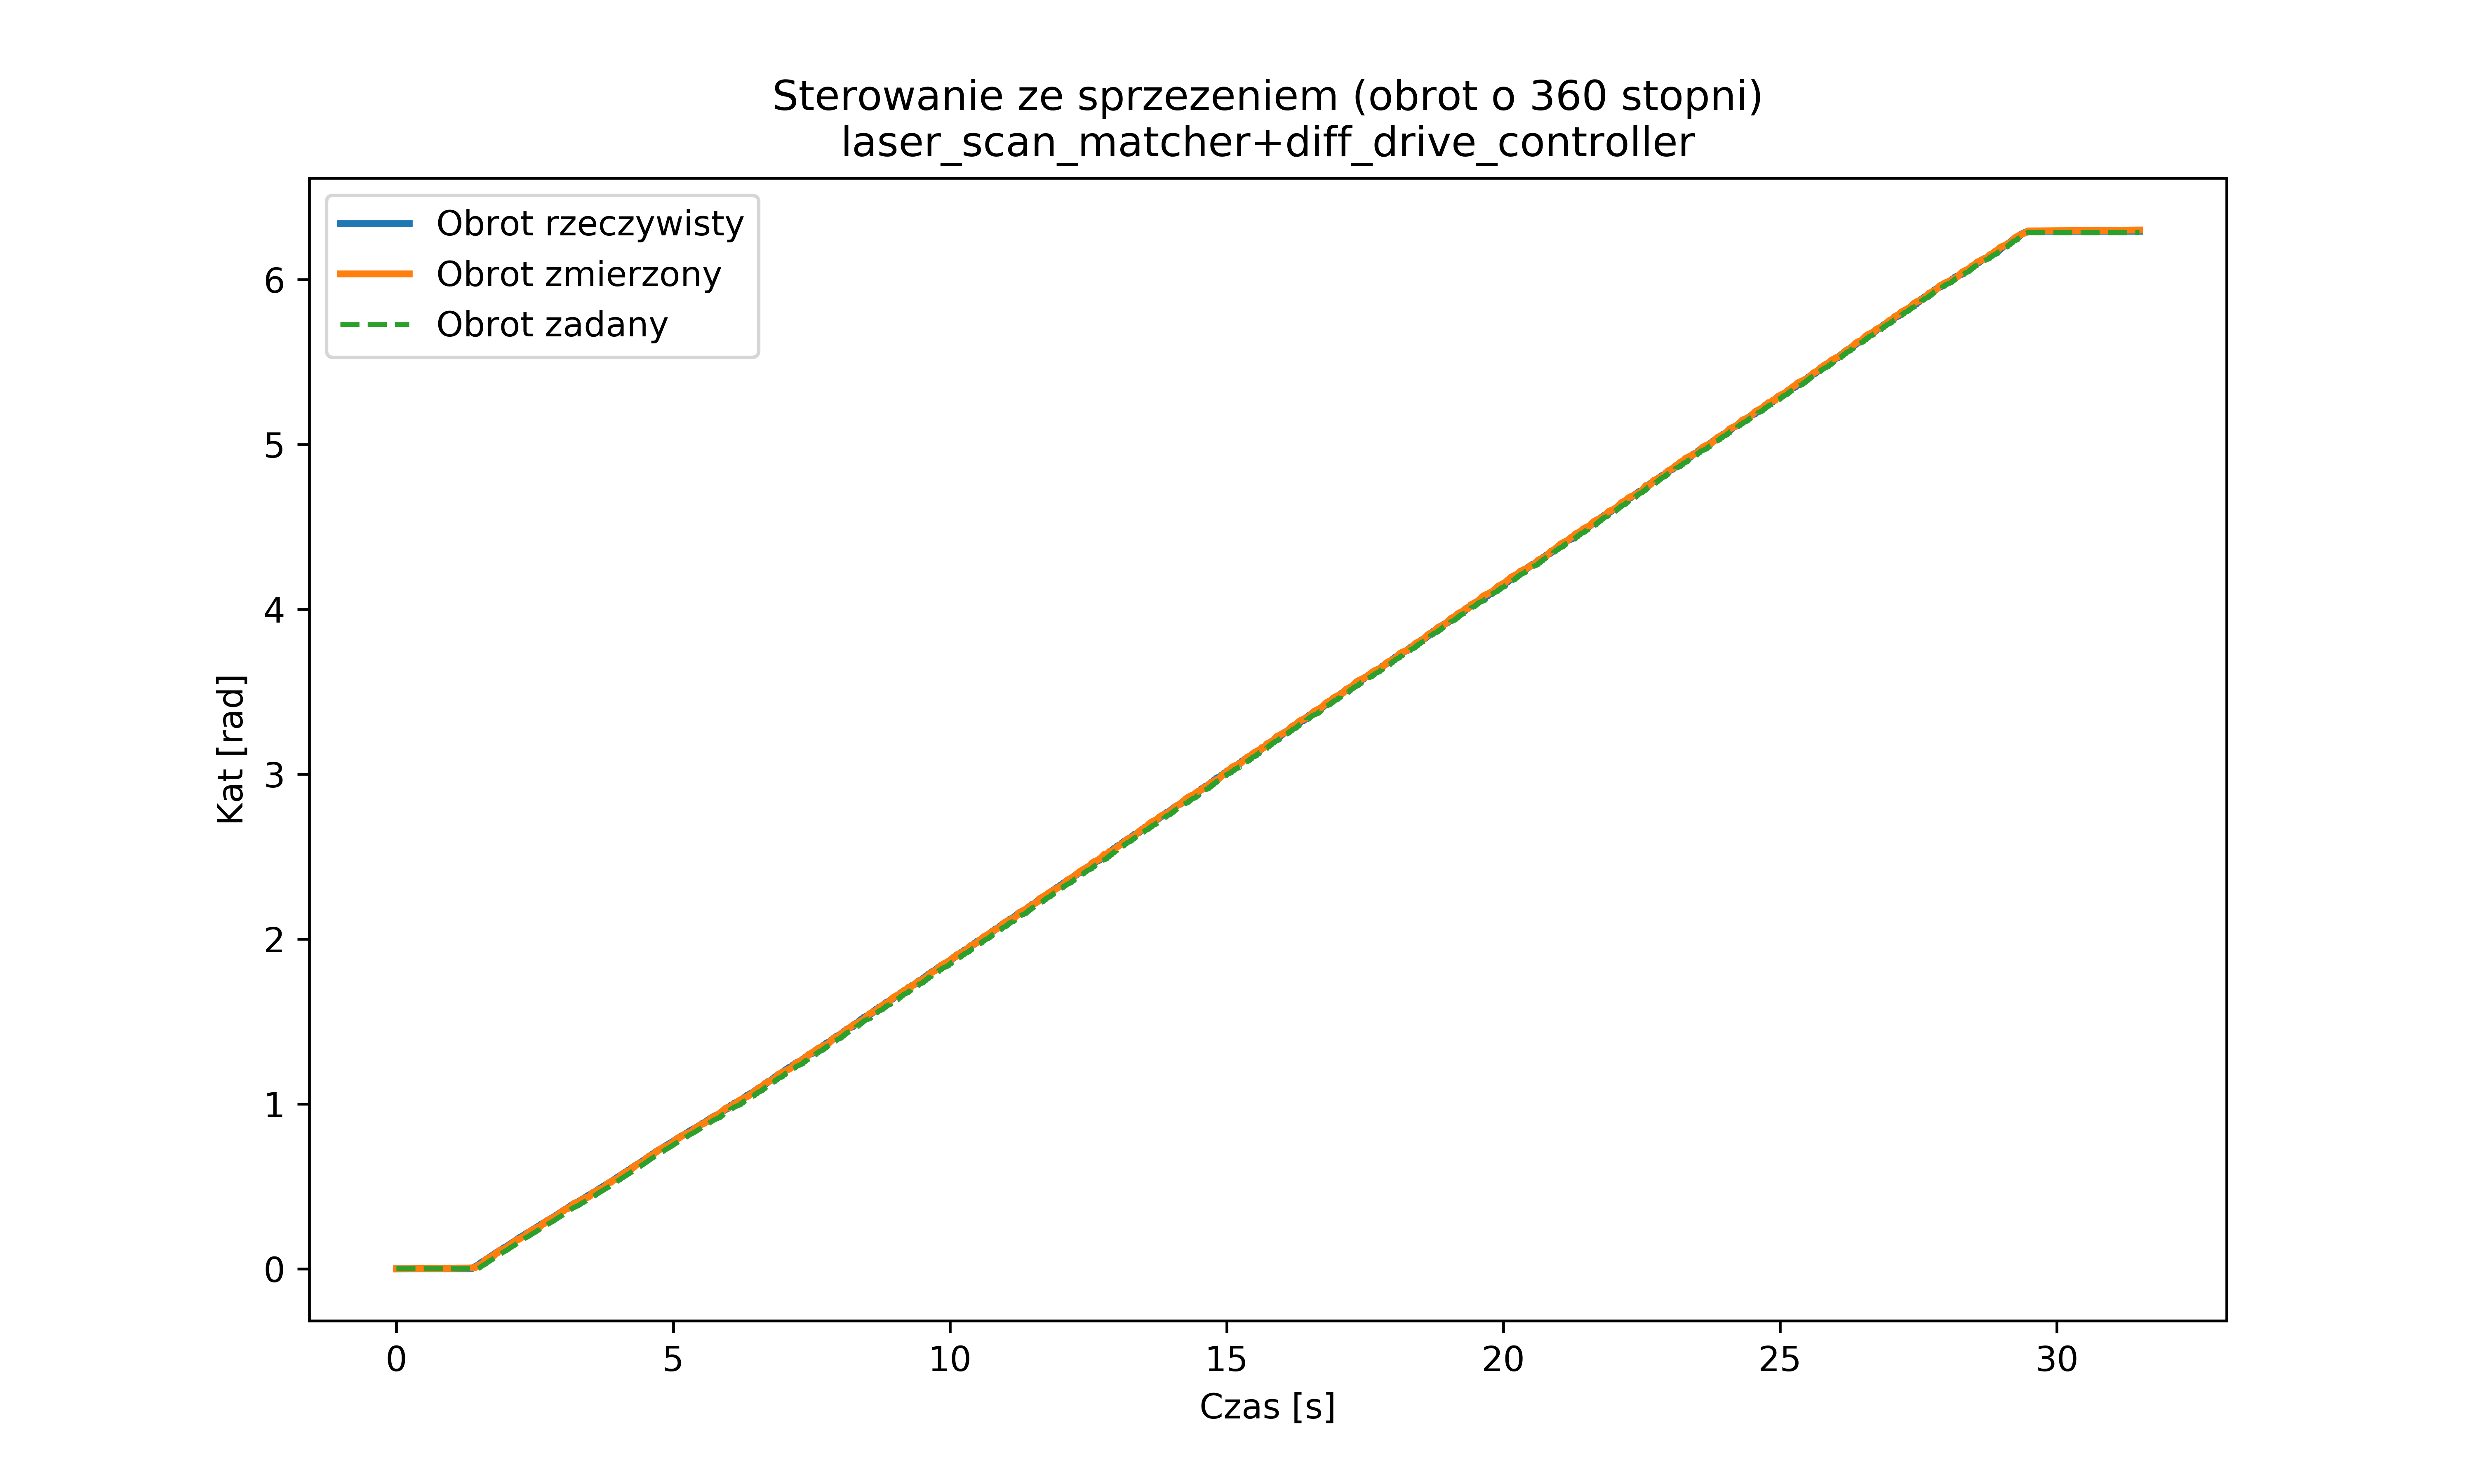 Sterowanie ze sprzezeniem (obrot o 360 stopni)
laser_scan_matcher+diff_drive_controller
Obrot rzeczywisty
Obrot zmierzony
Obrot zadany
6
5
4
3
2
1
0
Kat [rad]
0 5 10 15 20 25 30
Czas [s]